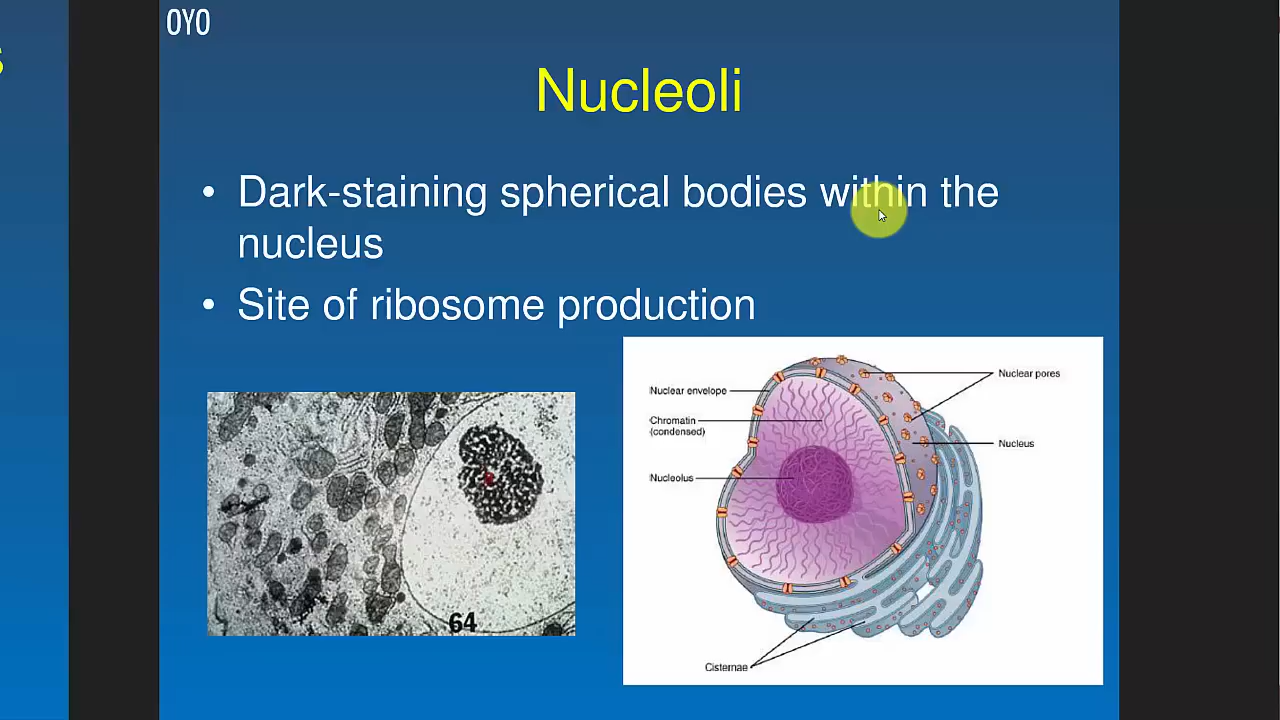 OYO
Nucleoli
• Dark-staining spherical bodies within the
nucleus
• Site of ribosome production
64
Nuclear envelope
Chromatin
(condensed)
Nucleolus
Nuclear pores
Nucleus
Cisternae